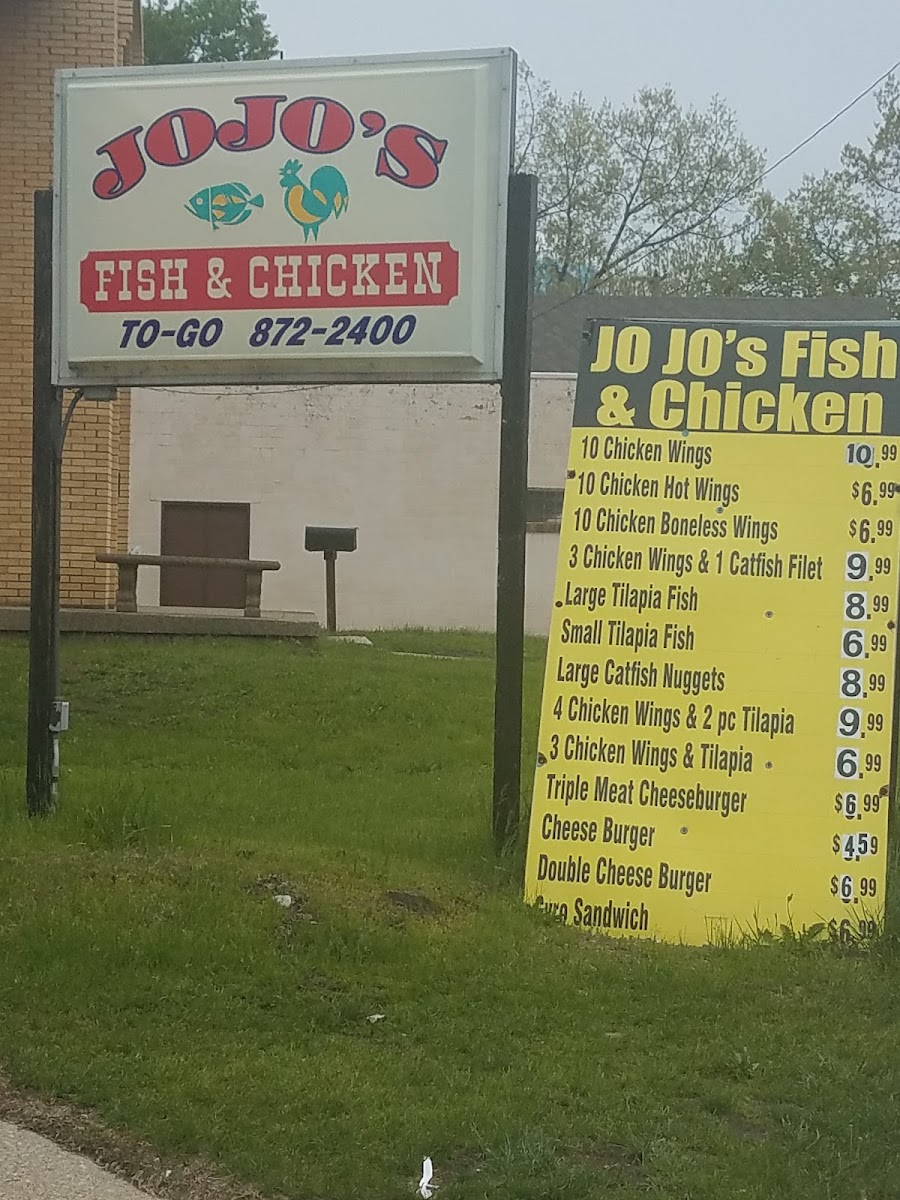 JOJO'S
FISH & CHICKEN
TO-GO 872-2400
JO JO's Fish
& Chicken
10 Chicken Wings 10.99
10 Chicken Hot Wings $6.99
10 Chicken Boneless Wings $6.99
3 Chicken Wings & 1 Catfish Filet 9.99
Large Tilapia Fish 8.99
Small Tilapia Fish 6.99
Large Catfish Nuggets 8.99
4 Chicken Wings & 2 pc Tilapia 9.99
3 Chicken Wings & Tilapia 6.99
Triple Meat Cheeseburger $6.99
Cheese Burger $4.59
Double Cheese Burger $6.99
Gyro Sandwich $6.99